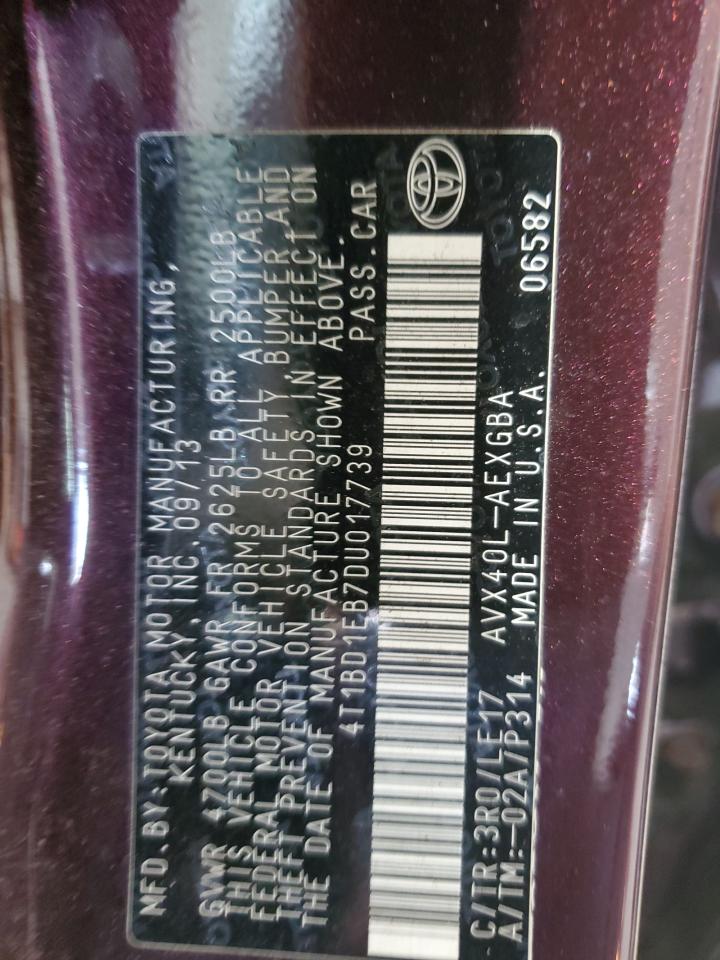 MFD.BY:TOYOTA MOTOR MANUFACTURING,
KENTUCKY,INC.09/13
GVWR 4700LB GAWR FR 2625LB RR 2500LB
THIS VEHICLE CONFORMS TO ALL APPLICABLE
FEDERAL MOTOR VEHICLE SAFETY,BUMPER AND
THEFT PREVENTION STANDARDS IN EFFECT ON
THE DATE OF MANUFACTURE SHOWN ABOVE.
4T1BD1EB7DU017739 PASS.CAR
C/TR:3R0/LE17 AVX40L-AEXGBA
A/TM:-02A/P314 MADE IN U.S.A. 06582